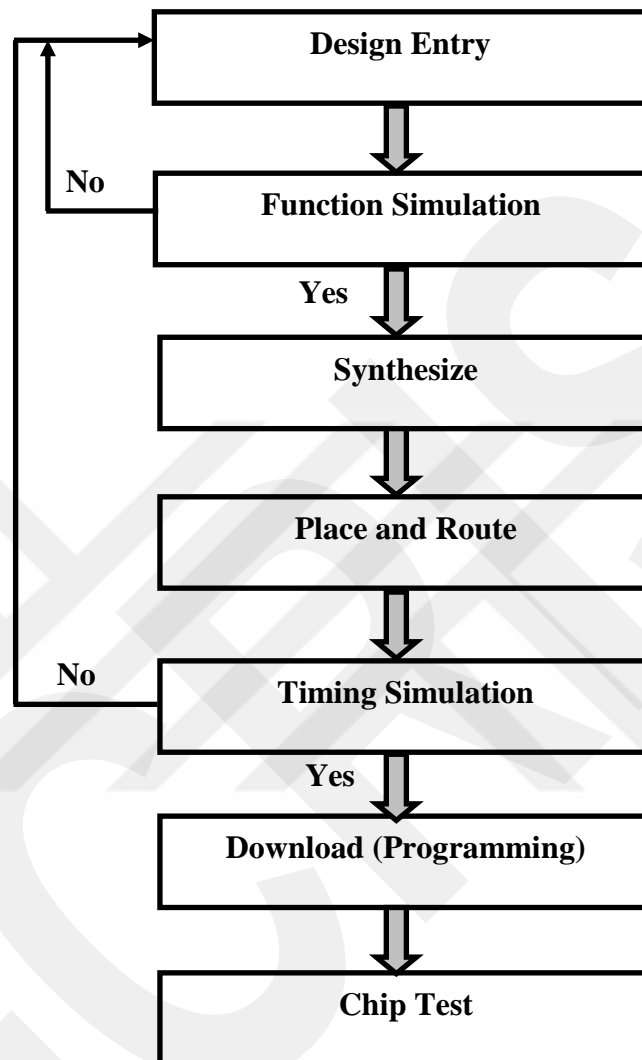 Design Entry
No
Function Simulation
Yes
Synthesize
Place and Route
No
Timing Simulation
Yes
Download (Programming)
Chip Test